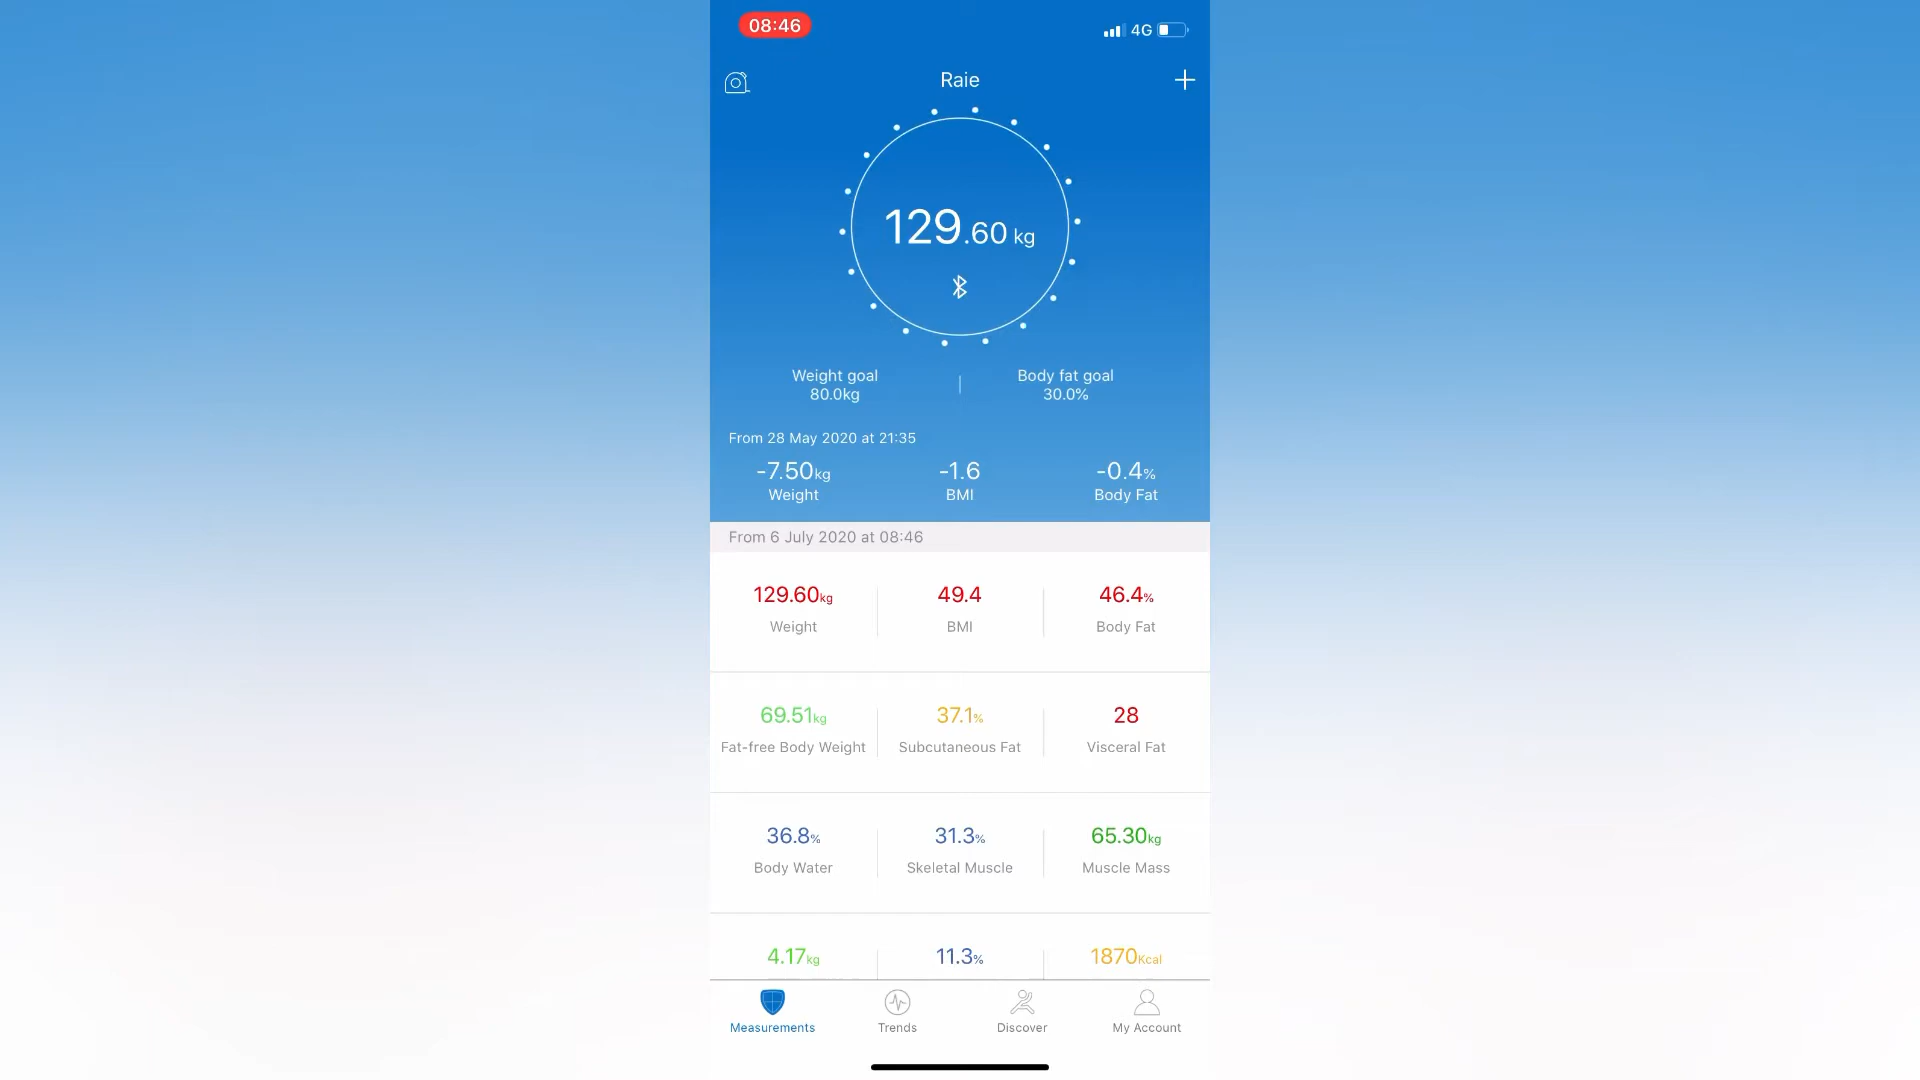 08:46 4G
Raie
129.60 kg
Weight goal Body fat goal
80.0kg 30.0%
From 28 May 2020 at 21:35
-7.50kg -1.6 -0.4%
Weight BMI Body Fat
From 6 July 2020 at 08:46
129.60kg 49.4 46.4%
Weight BMI Body Fat
69.51kg 37.1% 28
Fat-free Body Weight Subcutaneous Fat Visceral Fat
36.8% 31.3% 65.30kg
Body Water Skeletal Muscle Muscle Mass
4.17kg 11.3% 1870Kcal
Measurements Trends Discover My Account